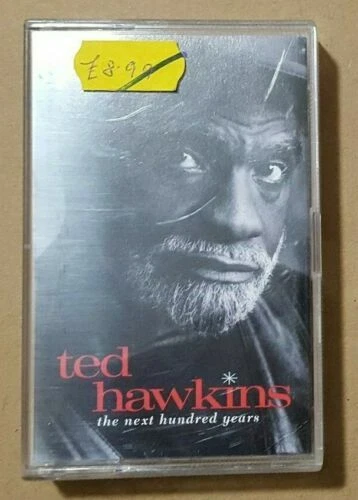 £8.99
ted
hawkins
the next hundred years